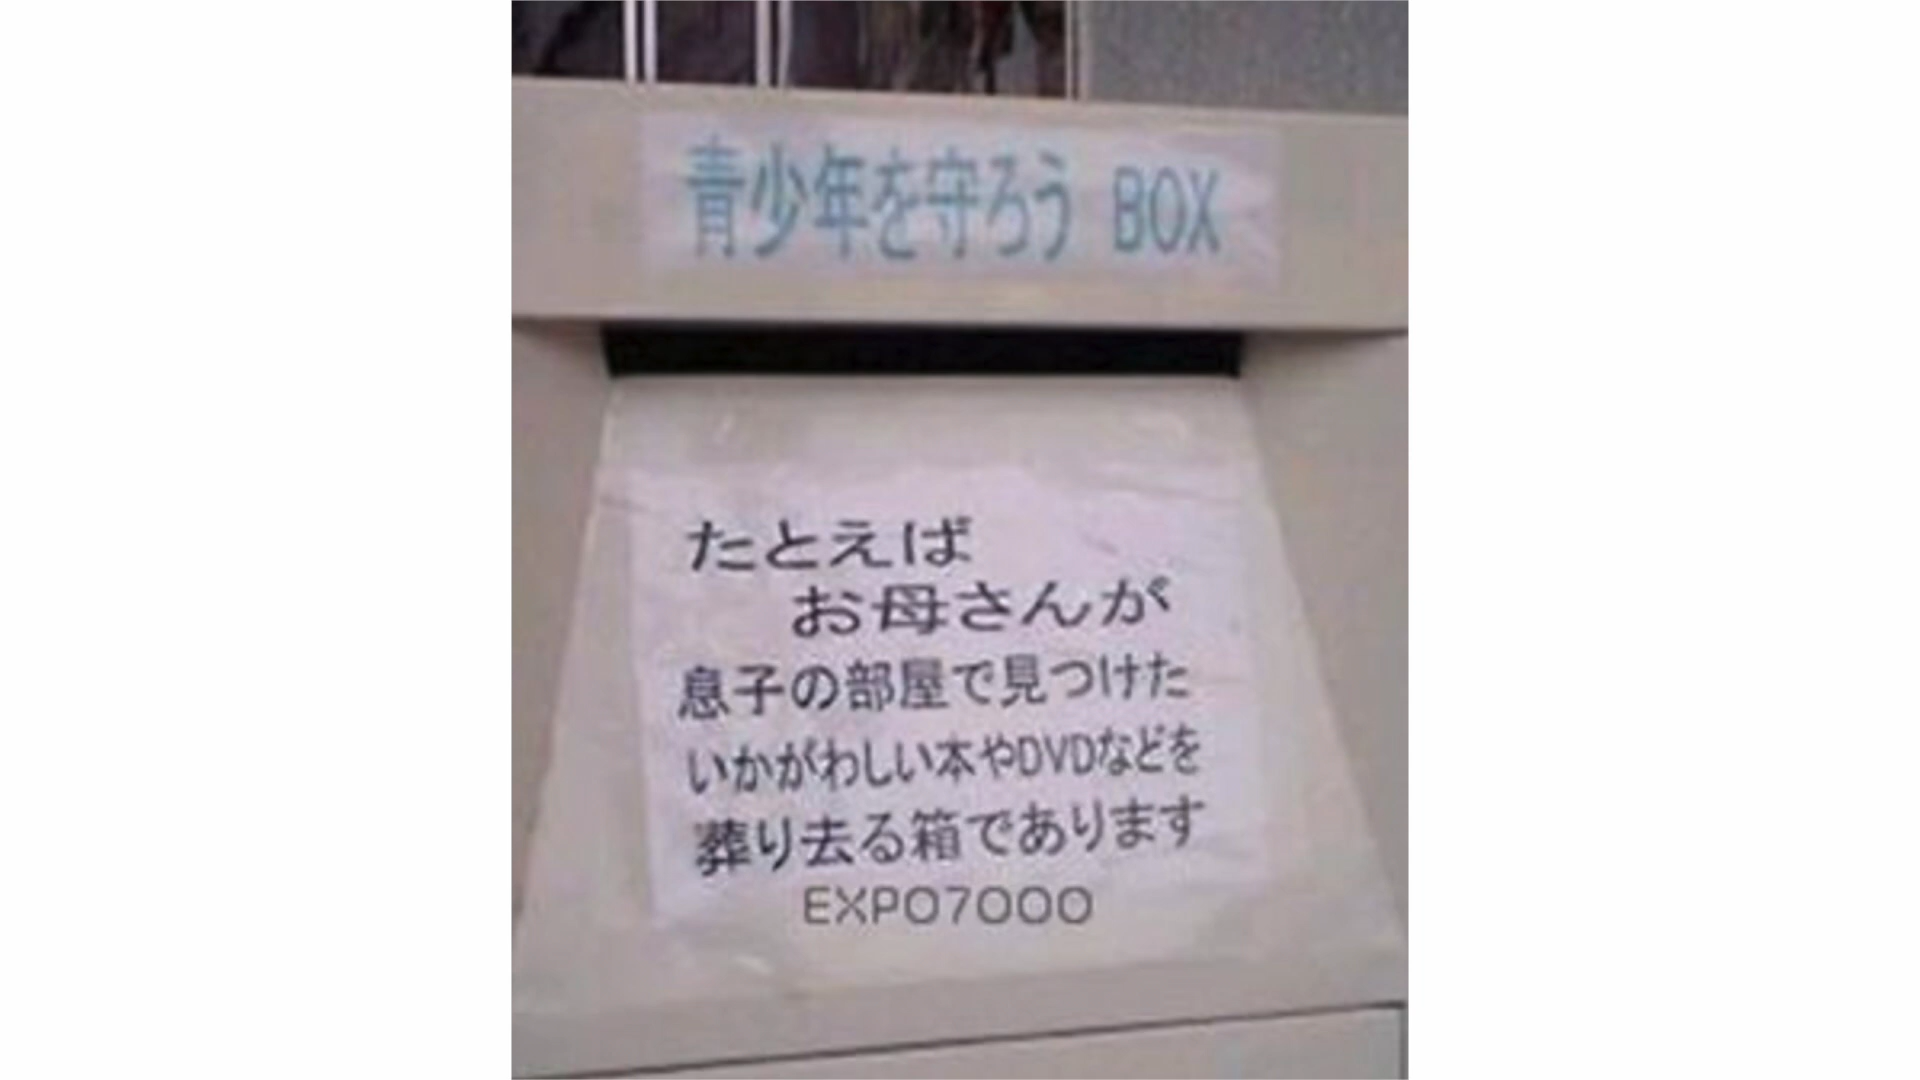 青少年を守ろう BOX
たとえば
お母さんが
息子の部屋で見つけた
いかがわしい本やDVDなどを
葬り去る箱であります
EXPO7000